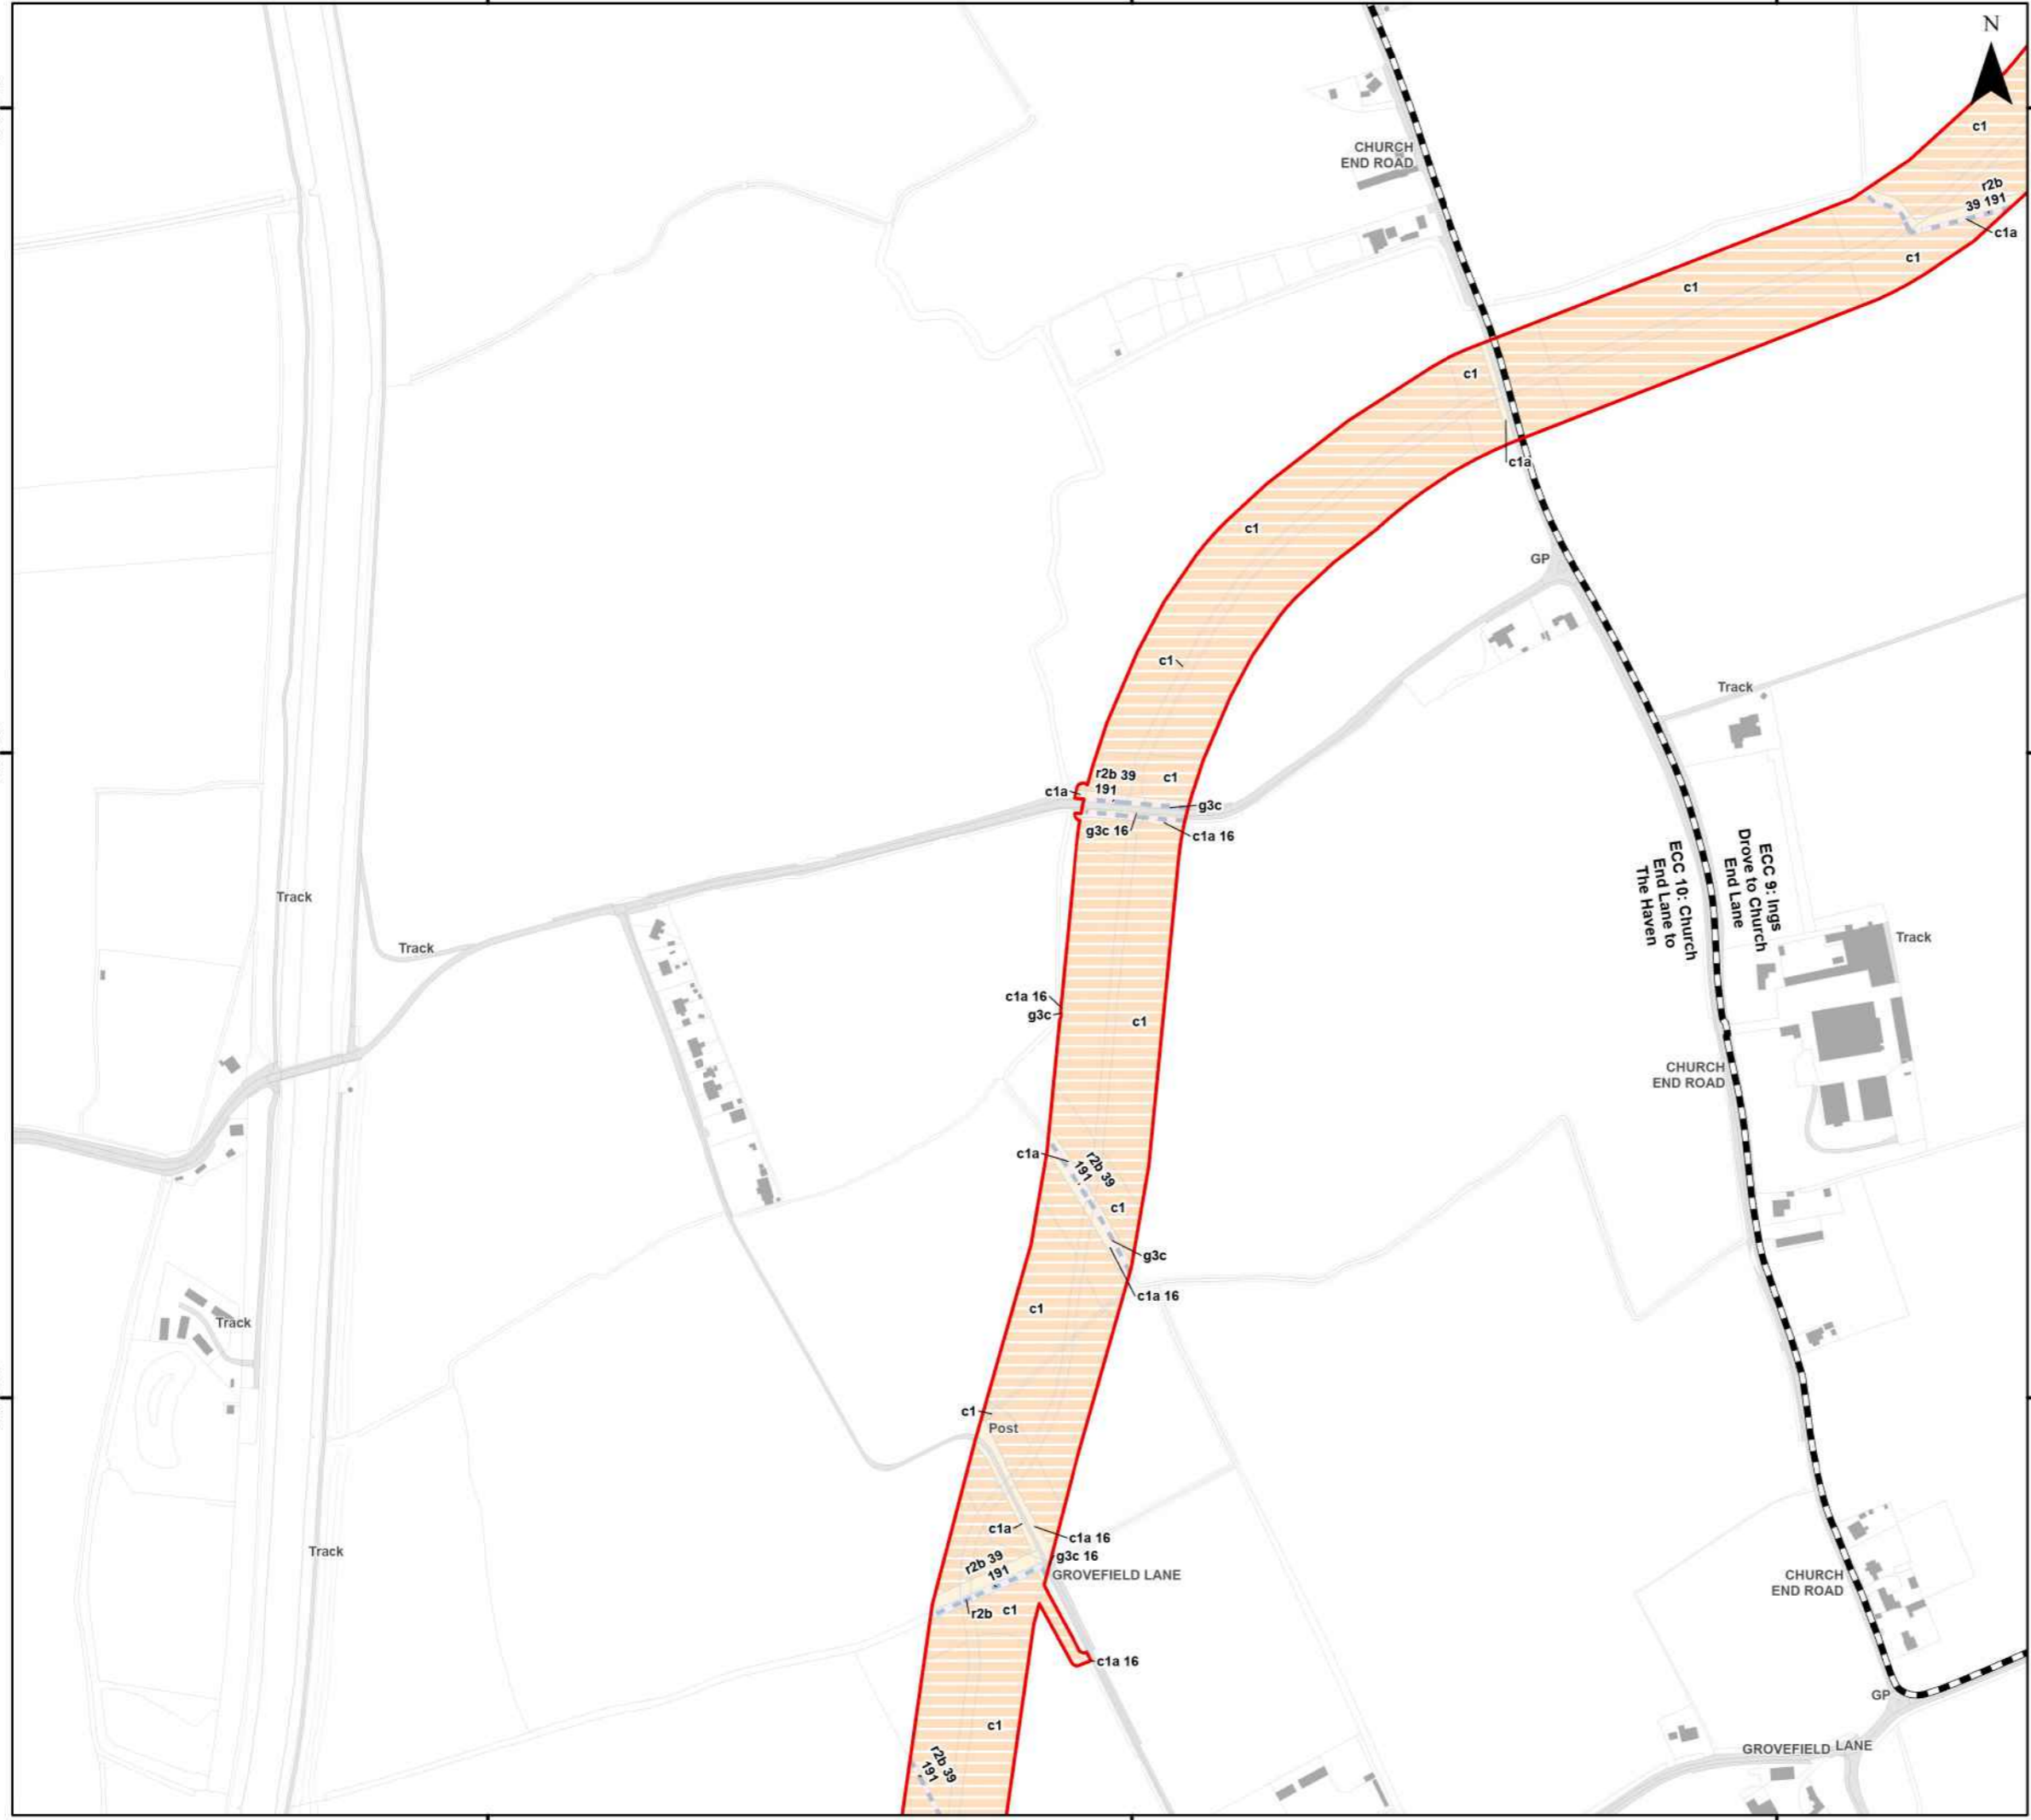 N
c1
CHURCH
END ROAD
r2b
39 191
c1a
c1
c1
c1
c1a
c1
GP
c1
Track
r2b 39
191
c1
c1a
g3c
g3c 16
c1a 16
ECC 9: Ings
Drove to Church
End Lane
ECC 10: Church
End Lane to
The Haven
Track
Track
Track
c1a 16
g3c
c1
CHURCH
END ROAD
c1a
r2b 39
191
c1
g3c
c1a 16
c1
Track
c1
Post
c1a
c1a 16
g3c 16
Track
r2b 39
191
GROVEFIELD LANE
CHURCH
END ROAD
r2b
c1
c1a 16
GP
c1
GROVEFIELD LANE
r2b 39
191